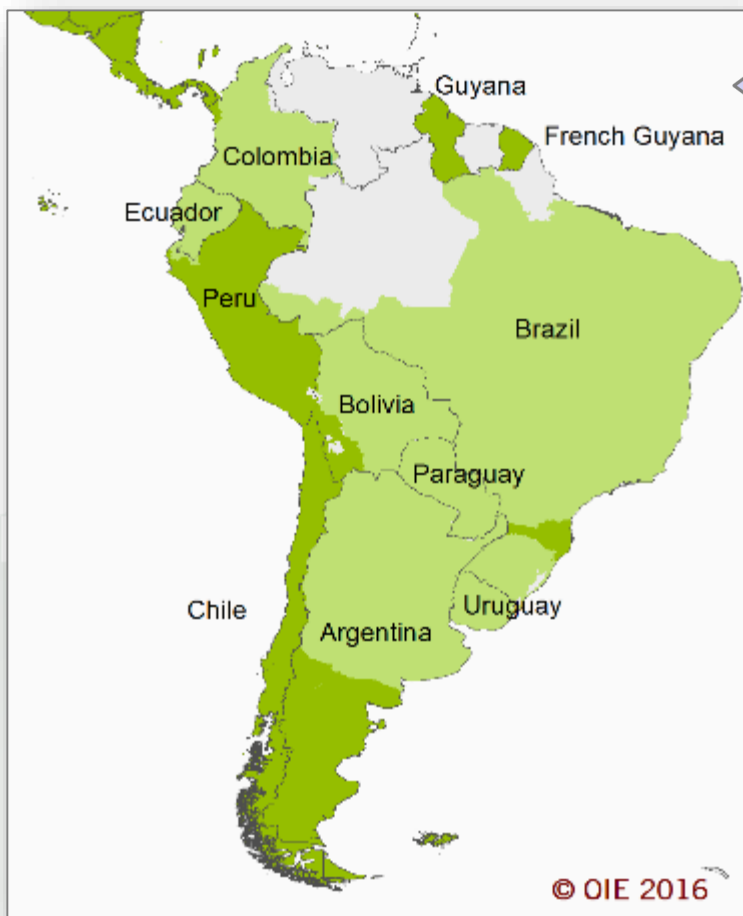 Guyana
French Guyana
Colombia
Ecuador
Peru
Brazil
Bolivia
Paraguay
Chile
Uruguay
Argentina
© OIE 2016